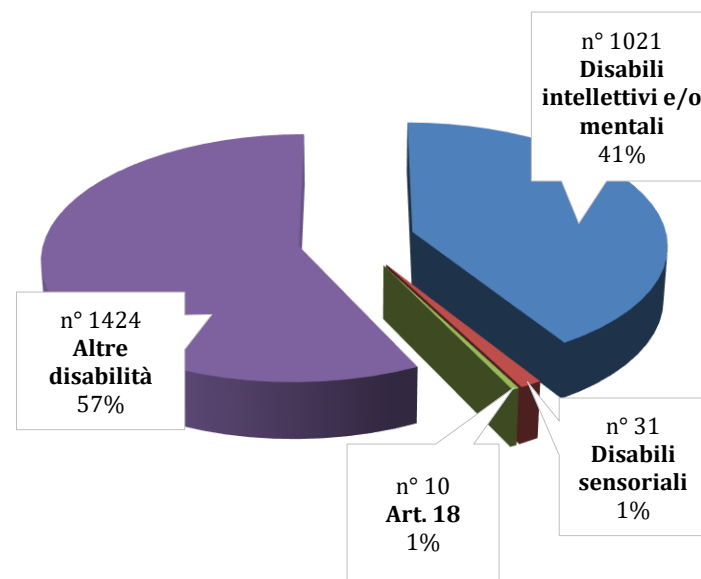 n° 1021
Disabili
intellettivi e/o
mentali
41%
n° 1424
Altre
disabilità
57%
n° 31
Disabili
sensoriali
1%
n° 10
Art. 18
1%